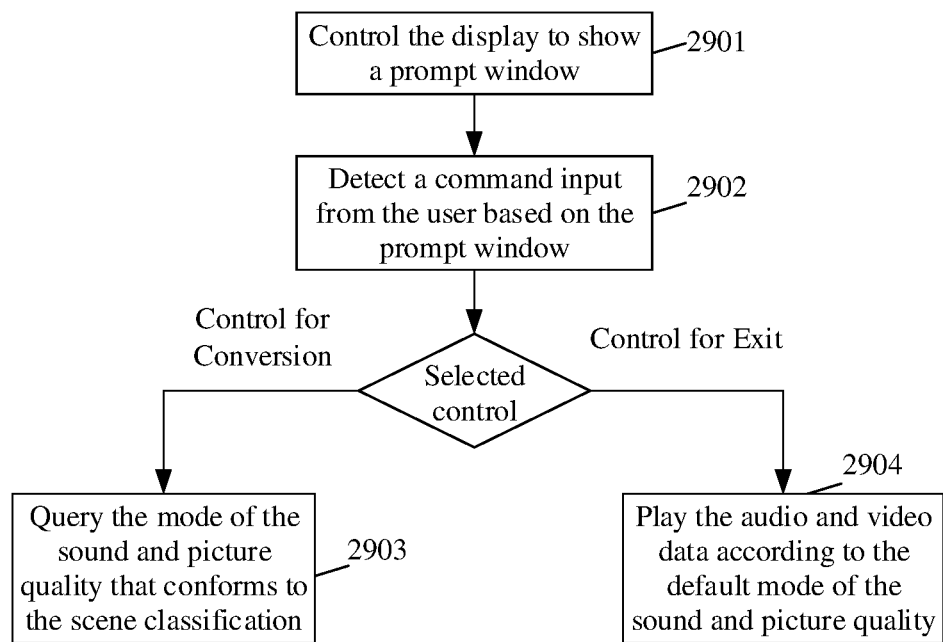 Control the display to show
a prompt window
2901
Detect a command input
from the user based on the
prompt window
2902
Control for
Conversion
Control for Exit
Selected
control
2904
Query the mode of the
sound and picture
quality that conforms to
the scene classification
2903
Play the audio and video
data according to the
default mode of the
sound and picture quality